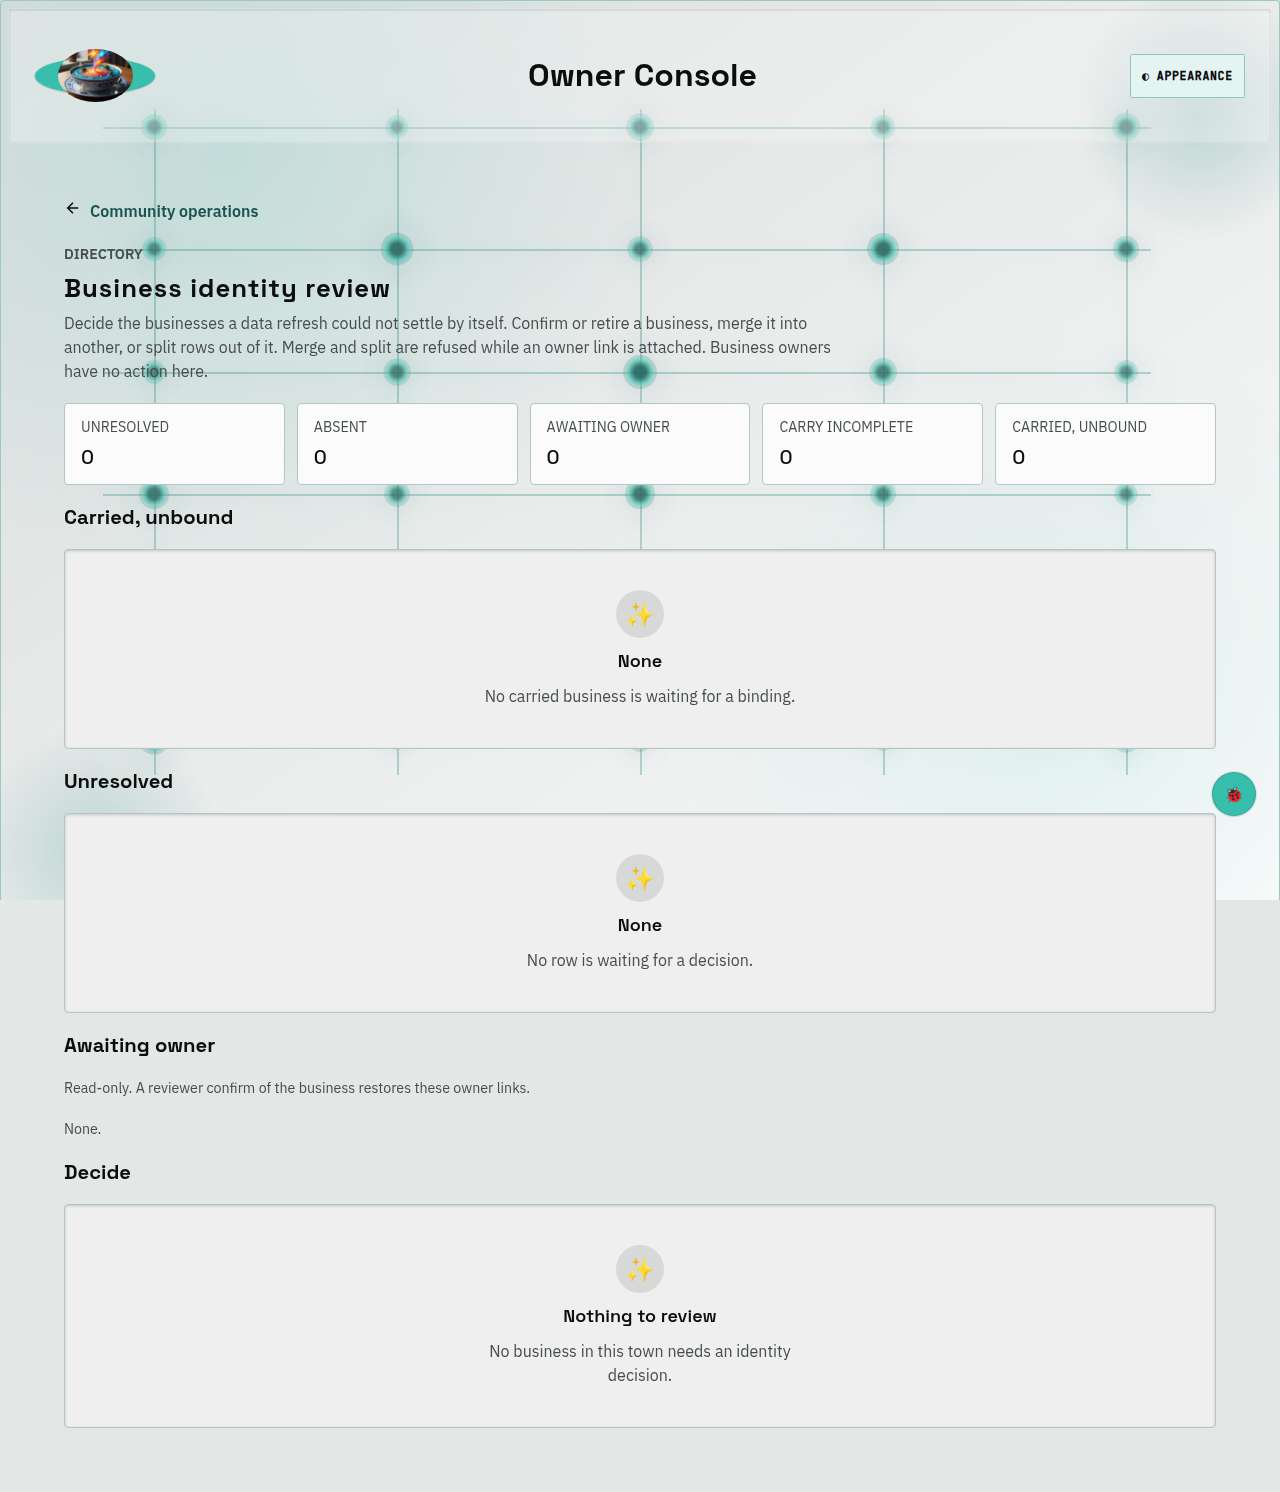 Owner Console
APPEARANCE
Community operations
DIRECTORY
Business identity review
Decide the businesses a data refresh could not settle by itself. Confirm or retire a business, merge it into
another, or split rows out of it. Merge and split are refused while an owner link is attached. Business owners
have no action here.
UNRESOLVED
0
ABSENT
0
AWAITING OWNER
0
CARRY INCOMPLETE
0
CARRIED, UNBOUND
0
Carried, unbound
None
No carried business is waiting for a binding.
Unresolved
None
No row is waiting for a decision.
Awaiting owner
Read-only. A reviewer confirm of the business restores these owner links.
None.
Decide
Nothing to review
No business in this town needs an identity
decision.